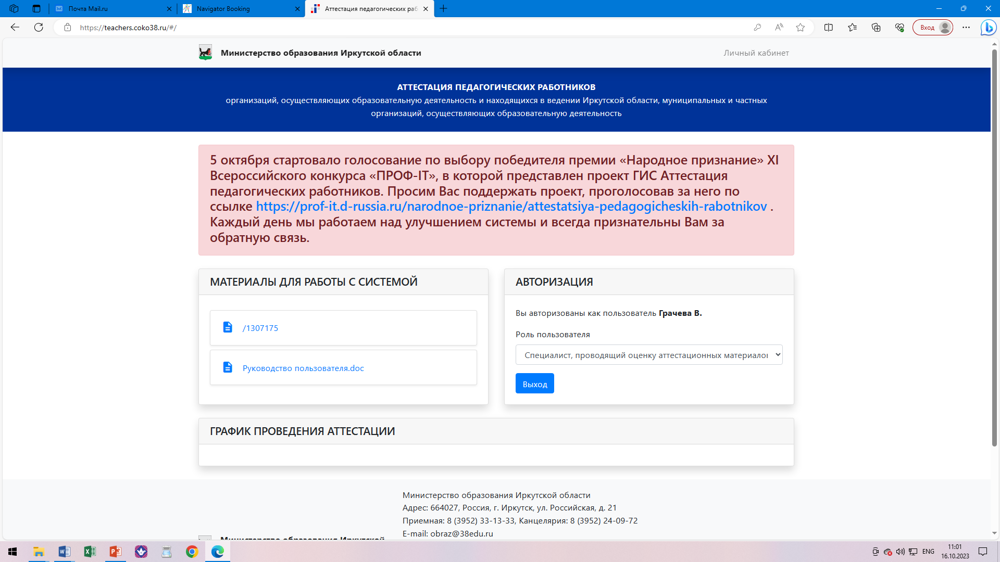 Почта Mail.ru
Navigator Booking
Аттестация педагогических раб
https://teachers.coko38.ru/#/
Вход
Министерство образования Иркутской области
Личный кабинет
АТТЕСТАЦИЯ ПЕДАГОГИЧЕСКИХ РАБОТНИКОВ
организаций, осуществляющих образовательную деятельность и находящихся в ведении Иркутской области, муниципальных и частных
организаций, осуществляющих образовательную деятельность
5 октября стартовало голосование по выбору победителя премии «Народное признание» XI
Всероссийского конкурса «ПРОФ-IT», в которой представлен проект ГИС Аттестация
педагогических работников. Просим Вас поддержать проект, проголосовав за него по
ссылке https://prof-it.d-russia.ru/narodnoe-priznanie/attestatsiya-pedagogicheskih-rabotnikov .
Каждый день мы работаем над улучшением системы и всегда признательны Вам за
обратную связь.
МАТЕРИАЛЫ ДЛЯ РАБОТЫ С СИСТЕМОЙ
/1307175
Руководство пользователя.doc
АВТОРИЗАЦИЯ
Вы авторизованы как пользователь Грачева В.
Роль пользователя
Специалист, проводящий оценку аттестационных материалов
Выход
ГРАФИК ПРОВЕДЕНИЯ АТТЕСТАЦИИ
Министерство образования Иркутской области
Адрес: 664027, Россия, г. Иркутск, ул. Российская, д. 21
Приемная: 8 (3952) 33-13-33, Канцелярия: 8 (3952) 24-09-72
E-mail: obraz@38edu.ru
Министерство образования Иркутской
ENG
11:01
16.10.2023